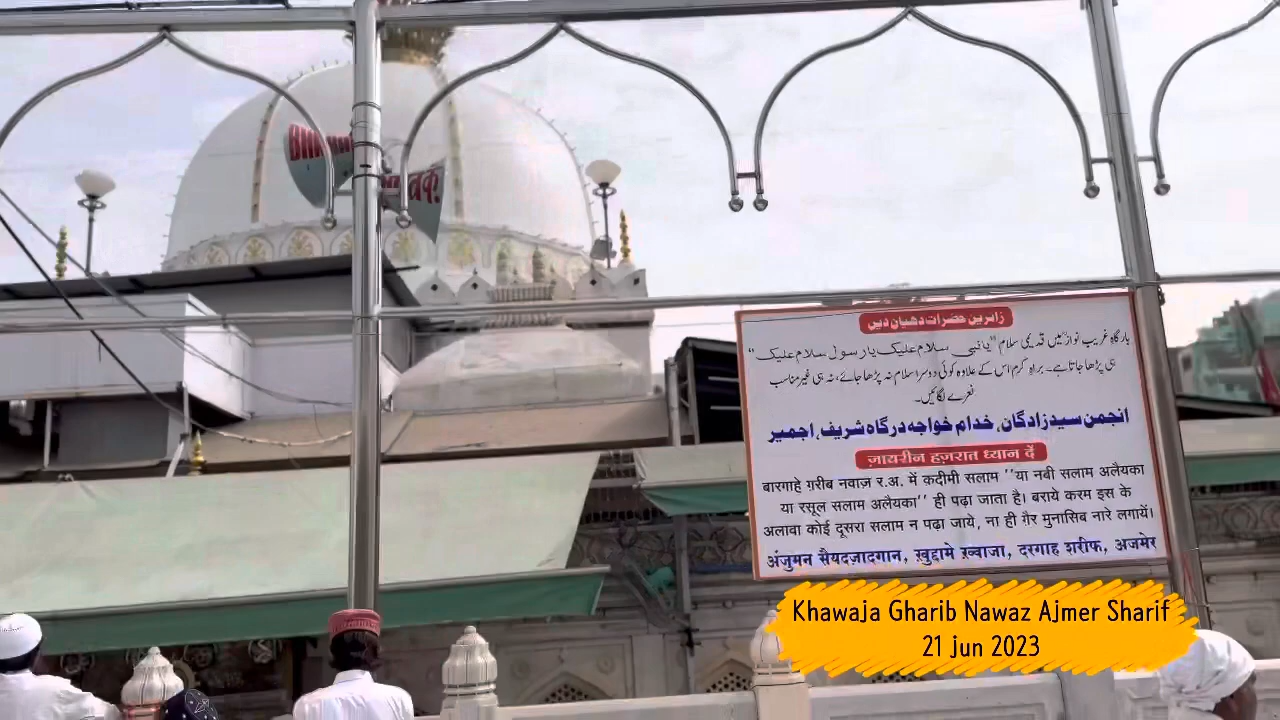 زائرین حضرات دھیان دیں
بارگاہِ غریب نوازؒ میں قدیمی سلام "یا نبی سلام علیک یا رسول سلام علیک"
ہی پڑھا جاتا ہے۔ براہِ کرم اس کے علاوہ کوئی دوسرا سلام نہ پڑھا جائے، نہ ہی غیر مناسب
نعرے لگائیں۔
انجمن سیدزادگان، خدام خواجہ درگاہ شریف، اجمیر
ज़ायरीन हज़रात ध्यान दें
बारगाहे ग़रीब नवाज़ र.अ. में क़दीमी सलाम ''या नबी सलाम अलैयका
या रसूल सलाम अलैयका'' ही पढ़ा जाता है। बराये करम इस के
अलावा कोई दूसरा सलाम न पढ़ा जाये, ना ही ग़ैर मुनासिब नारे लगायें।
अंजुमन सैयदज़ादगान, ख़ुद्दामे ख़्वाजा, दरगाह शरीफ, अजमेर
Khawaja Gharib Nawaz Ajmer Sharif
21 jun 2023